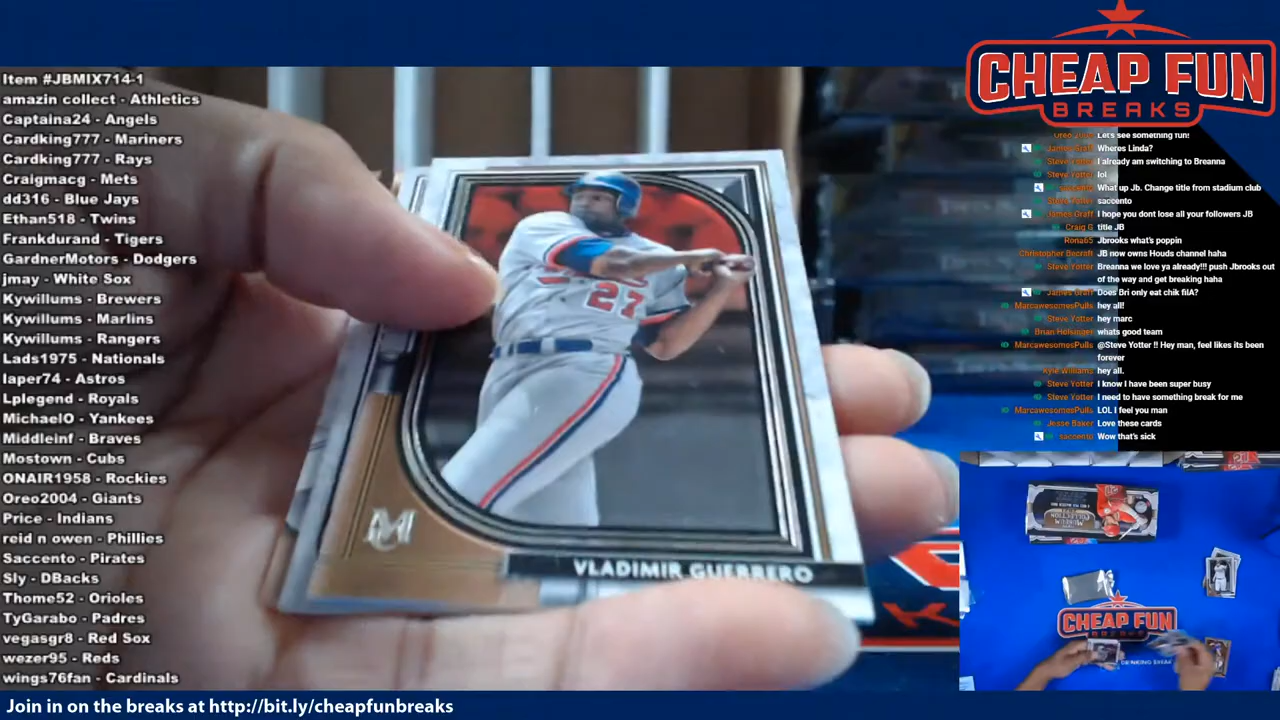 Item #JBMIX714-1
amazin collect - Athletics
Captaina24 - Angels
Cardking777 - Mariners
Cardking777 - Rays
Craigmacg - Mets
dd316 - Blue Jays
Ethan518 - Twins
Frankdurand - Tigers
GardnerMotors - Dodgers
jmay - White Sox
Kywillums - Brewers
Kywillums - Marlins
Kywillums - Rangers
Lads1975 - Nationals
laper74 - Astros
Lplegend - Royals
MichaelO - Yankees
Middleinf - Braves
Mostown - Cubs
ONAIR1958 - Rockies
Oreo2004 - Giants
Price - Indians
reid n owen - Phillies
Saccento - Pirates
Sly - DBacks
Thome52 - Orioles
TyGarabo - Padres
vegasgr8 - Red Sox
wezer95 - Reds
wings76fan - Cardinals
27
M
VLADIMIR GUERRERO
CHEAP FUN
BREAKS
Let's see something fun!
James Graff Wheres Linda?
Steve Yotter I already am switching to Breanna
Steve Yotter lol
saccento What up Jb. Change title from stadium club
Steve Yotter saccento
James Graff I hope you dont lose all your followers JB
Craig G title JB
Rona65 Jbrooks what's poppin
Christopher Becraft JB now owns Houds channel haha
Steve Yotter Breanna we love ya already!!! push Jbrooks out
of the way and get breaking haha
James Graff Does Bri only eat chik filA?
MarcawesomesPulls hey all!
Steve Yotter hey marc
Brian Holsinger whats good team
MarcawesomesPulls @Steve Yotter !! Hey man, feel likes its been
forever
Kyle Williams hey all.
Steve Yotter I know I have been super busy
Steve Yotter I need to have something break for me
MarcawesomesPulls LOL I feel you man
Jesse Baker Love these cards
saccento Wow that's sick
CHEAP FUN
BREAKS
Join in on the breaks at http://bit.ly/cheapfunbreaks